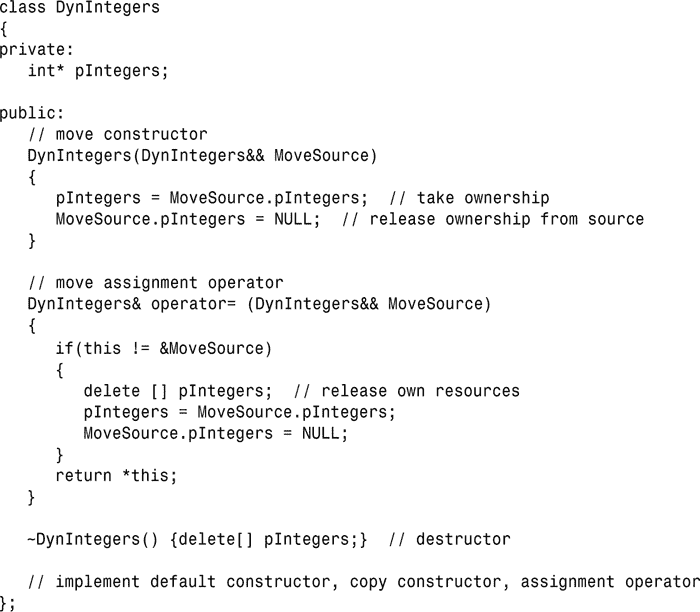 class DynIntegers
{
private:
   int* pIntegers;

public:
   // move constructor
   DynIntegers(DynIntegers&& MoveSource)
   {
      pIntegers = MoveSource.pIntegers;  // take ownership
      MoveSource.pIntegers = NULL;  // release ownership from source
   }

   // move assignment operator
   DynIntegers& operator= (DynIntegers&& MoveSource)
   {
      if(this != &MoveSource)
      {
         delete [] pIntegers;  // release own resources
         pIntegers = MoveSource.pIntegers;
         MoveSource.pIntegers = NULL;
      }
      return *this;
   }

   ~DynIntegers() {delete[] pIntegers;}  // destructor

   // implement default constructor, copy constructor, assignment operator
};